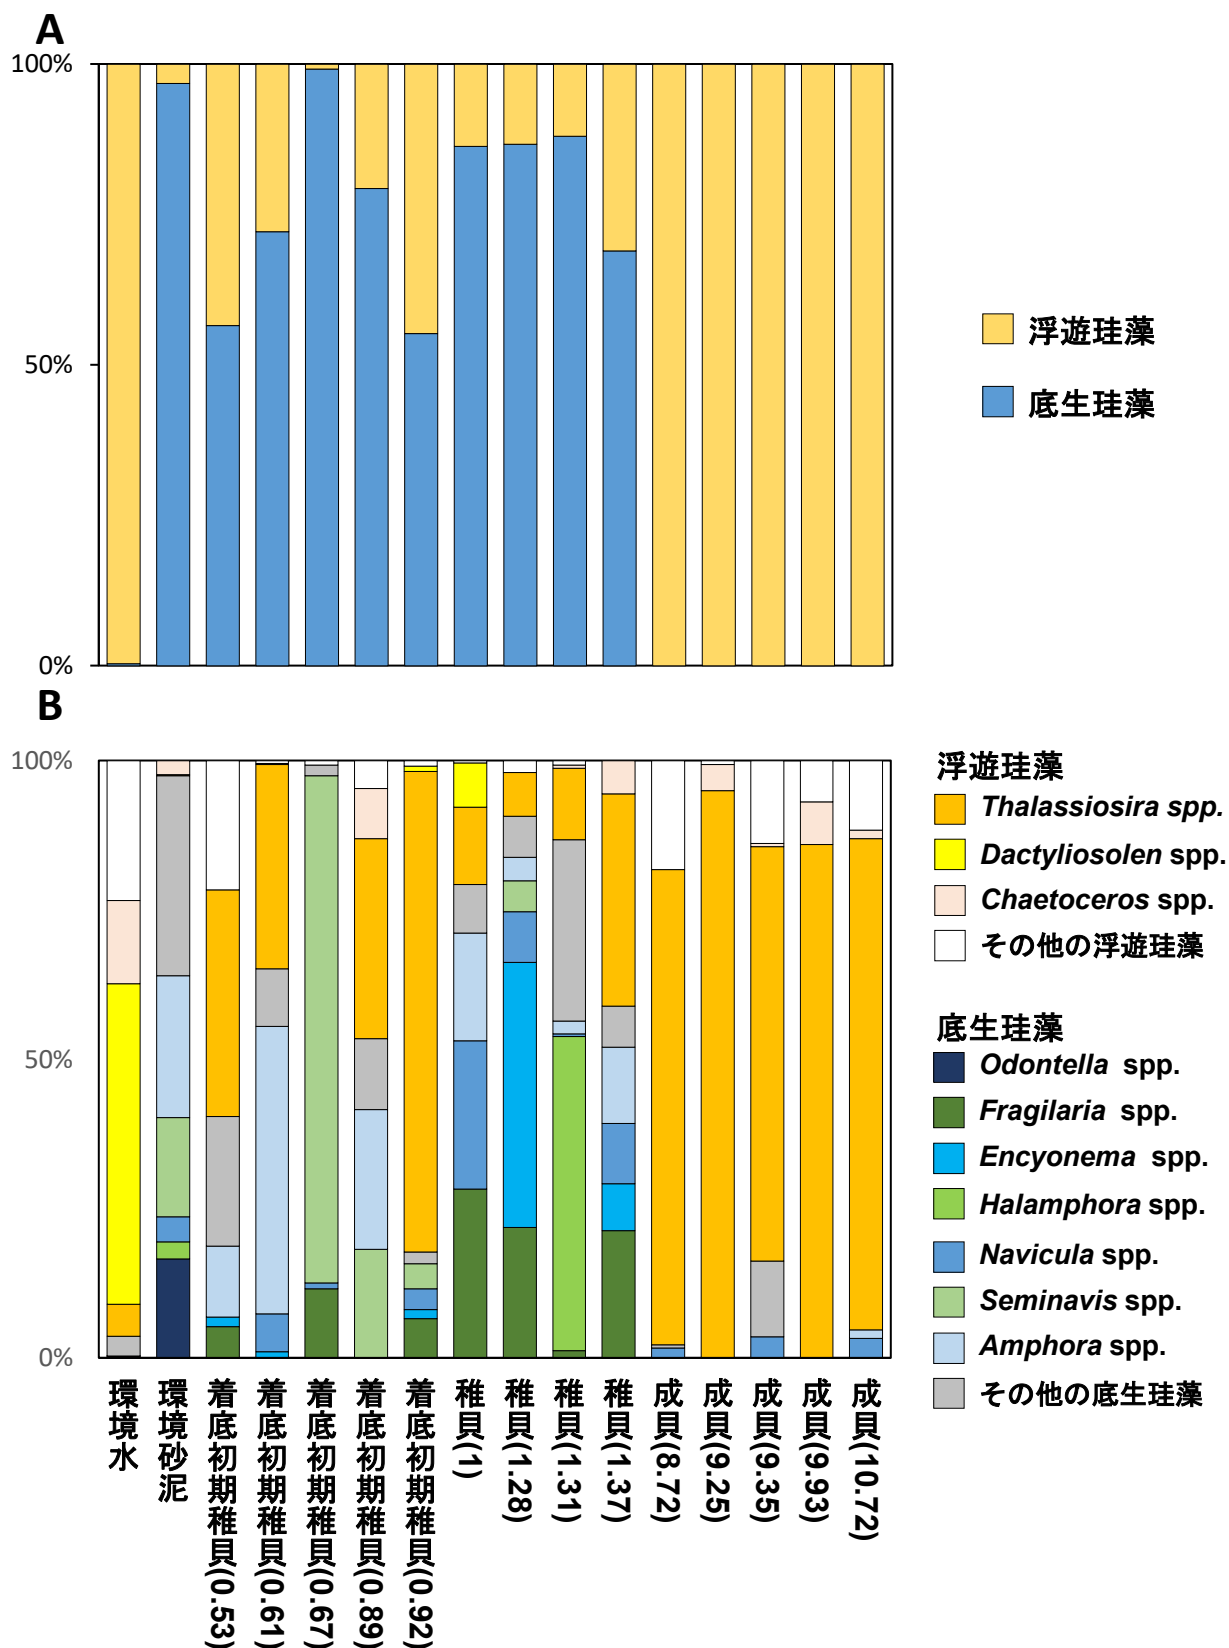 A
100%
50%
0%
浮遊珪藻
底生珪藻
B
100%
50%
0%
浮遊珪藻
Thalassiosira spp.
Dactyliosolen spp.
Chaetoceros spp.
その他の浮遊珪藻
底生珪藻
Odontella spp.
Fragilaria spp.
Encyonema spp.
Halamphora spp.
Navicula spp.
Seminavis spp.
Amphora spp.
その他の底生珪藻
環境水
環境砂泥
着底初期稚貝(0.53)
着底初期稚貝(0.61)
着底初期稚貝(0.67)
着底初期稚貝(0.89)
着底初期稚貝(0.92)
稚貝(1)
稚貝(1.28)
稚貝(1.31)
稚貝(1.37)
成貝(8.72)
成貝(9.25)
成貝(9.35)
成貝(9.93)
成貝(10.72)